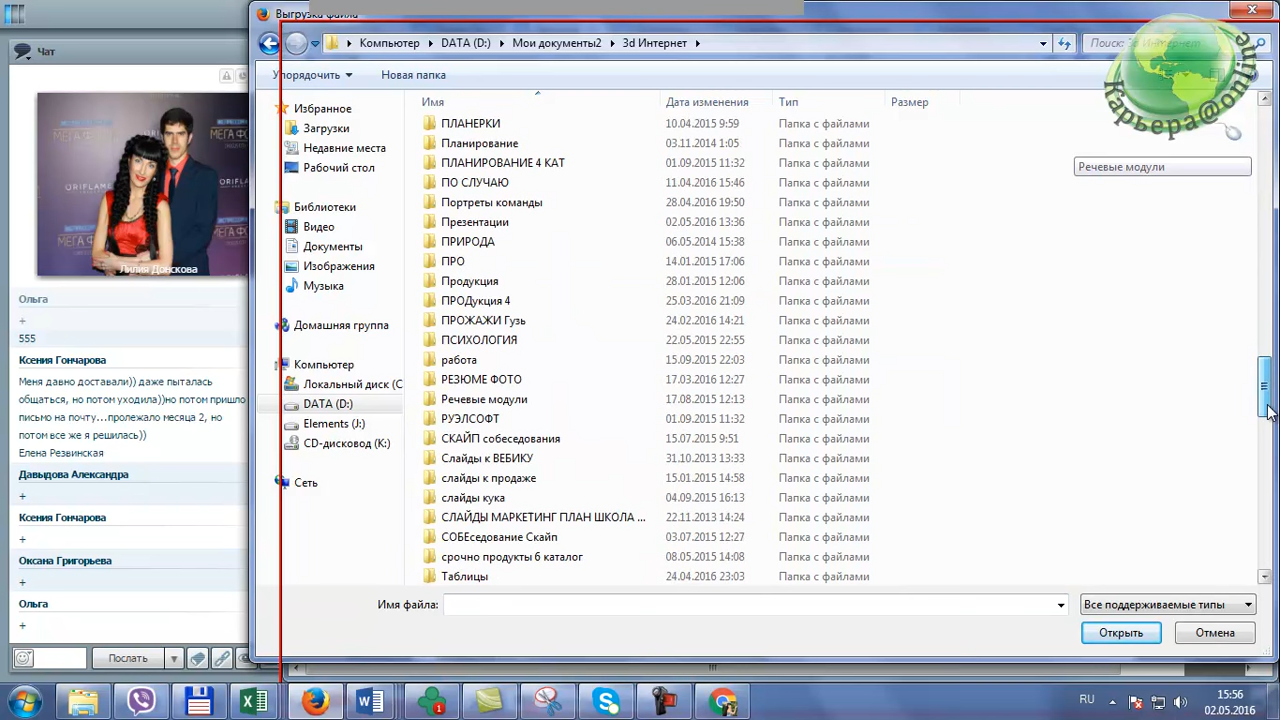 Выгрузка файла
Чат
Компьютер
DATA (D:)
Мои документы2
3d Интернет
Поиск: 3d Интернет
Карьера@online
Упорядочить
Новая папка
Имя
Дата изменения
Тип
Размер
Избранное
Загрузки
Недавние места
Рабочий стол
Библиотеки
Видео
Документы
Изображения
Музыка
Домашняя группа
Компьютер
Локальный диск (C
DATA (D:)
Elements (J:)
CD-дисковод (K:)
Сеть
ПЛАНЕРКИ 10.04.2015 9:59 Папка с файлами
Планирование 03.11.2014 1:05 Папка с файлами
ПЛАНИРОВАНИЕ 4 КАТ 01.09.2015 11:32 Папка с файлами
ПО СЛУЧАЮ 11.04.2016 15:46 Папка с файлами
Портреты команды 28.04.2016 19:50 Папка с файлами
Презентации 02.05.2016 13:36 Папка с файлами
ПРИРОДА 06.05.2014 15:38 Папка с файлами
ПРО 14.01.2015 17:06 Папка с файлами
Продукция 28.01.2015 12:06 Папка с файлами
ПРОДукция 4 25.03.2016 21:09 Папка с файлами
ПРОЖАЖИ Гузь 24.02.2016 14:21 Папка с файлами
ПСИХОЛОГИЯ 22.05.2015 22:55 Папка с файлами
работа 15.09.2015 22:03 Папка с файлами
РЕЗЮМЕ ФОТО 17.03.2016 12:27 Папка с файлами
Речевые модули 17.08.2015 12:13 Папка с файлами
РУЭЛСОФТ 01.09.2015 11:32 Папка с файлами
СКАЙП собеседования 15.07.2015 9:51 Папка с файлами
Слайды к ВЕБИКУ 31.10.2013 13:33 Папка с файлами
слайды к продаже 15.01.2015 14:58 Папка с файлами
слайды кука 04.09.2015 16:13 Папка с файлами
СЛАЙДЫ МАРКЕТИНГ ПЛАН ШКОЛА ... 22.11.2013 14:24 Папка с файлами
СОБЕседование Скайп 03.07.2015 12:27 Папка с файлами
срочно продукты 6 каталог 08.05.2015 14:08 Папка с файлами
Таблицы 24.04.2016 23:03 Папка с файлами
Речевые модули
Имя файла:
Все поддерживаемые типы
Открыть
Отмена
МЕГА
ORIFLAME
Лилия Донскова
Ольга
+
555
Ксения Гончарова
Меня давно доставали)) даже пыталась
общаться, но потом уходила))но потом пришло
письмо на почту...пролежало месяца 2, но
потом все же я решилась))
Елена Резвинская
Давыдова Александра
+
Ксения Гончарова
+
Оксана Григорьева
+
Ольга
+
Послать
RU
15:56
02.05.2016